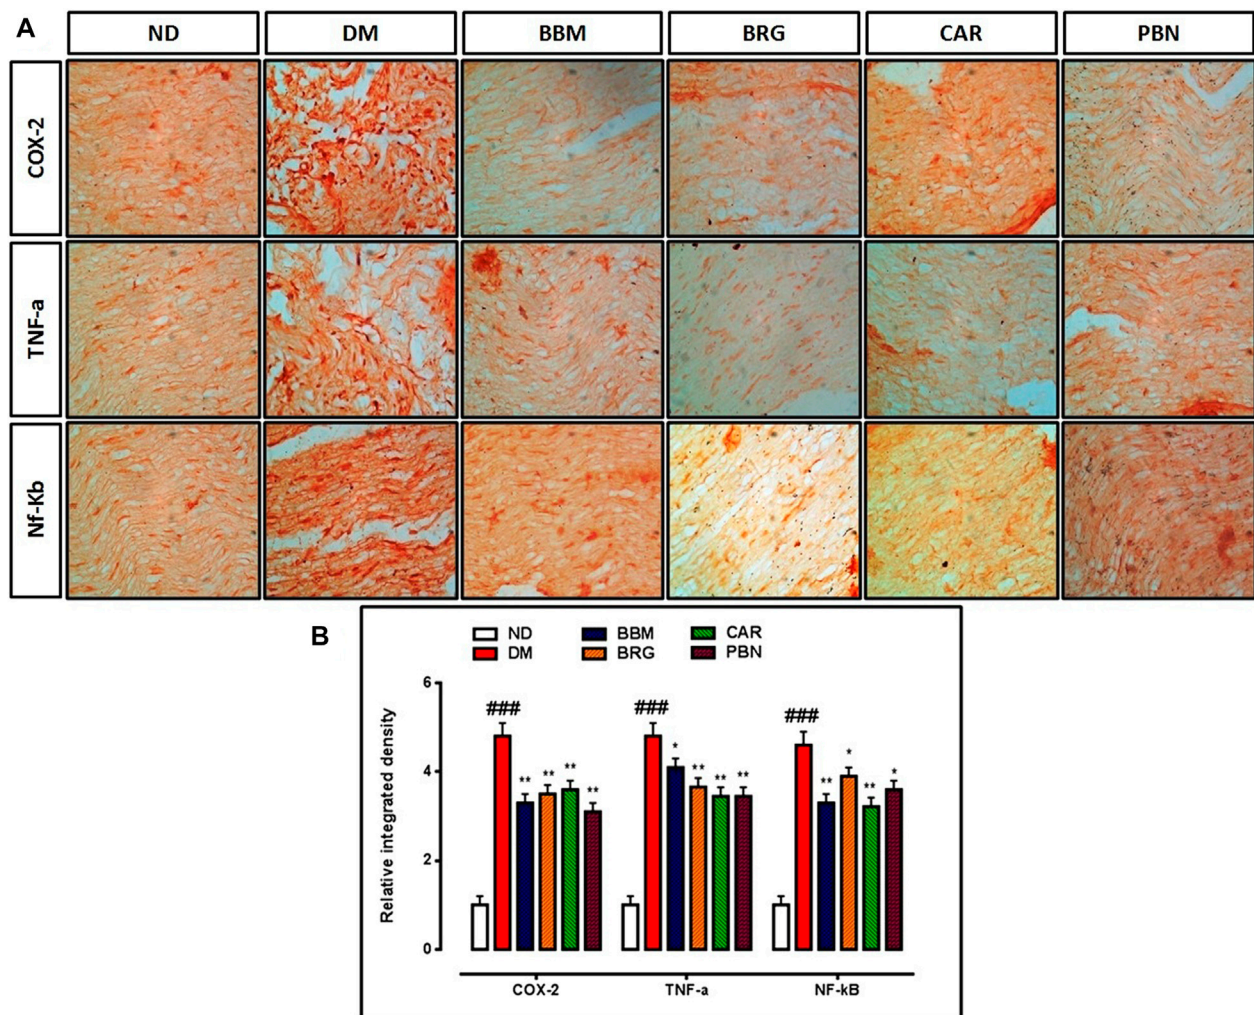 A
ND DM BBM BRG CAR PBN
COX-2
TNF-a
Nf-Kb
B
ND BBM CAR
DM BRG PBN
Relative integrated density
6
4
2
0
###
** ** ** **
###
* ** ** **
###
** * ** *
COX-2 TNF-a NF-kB